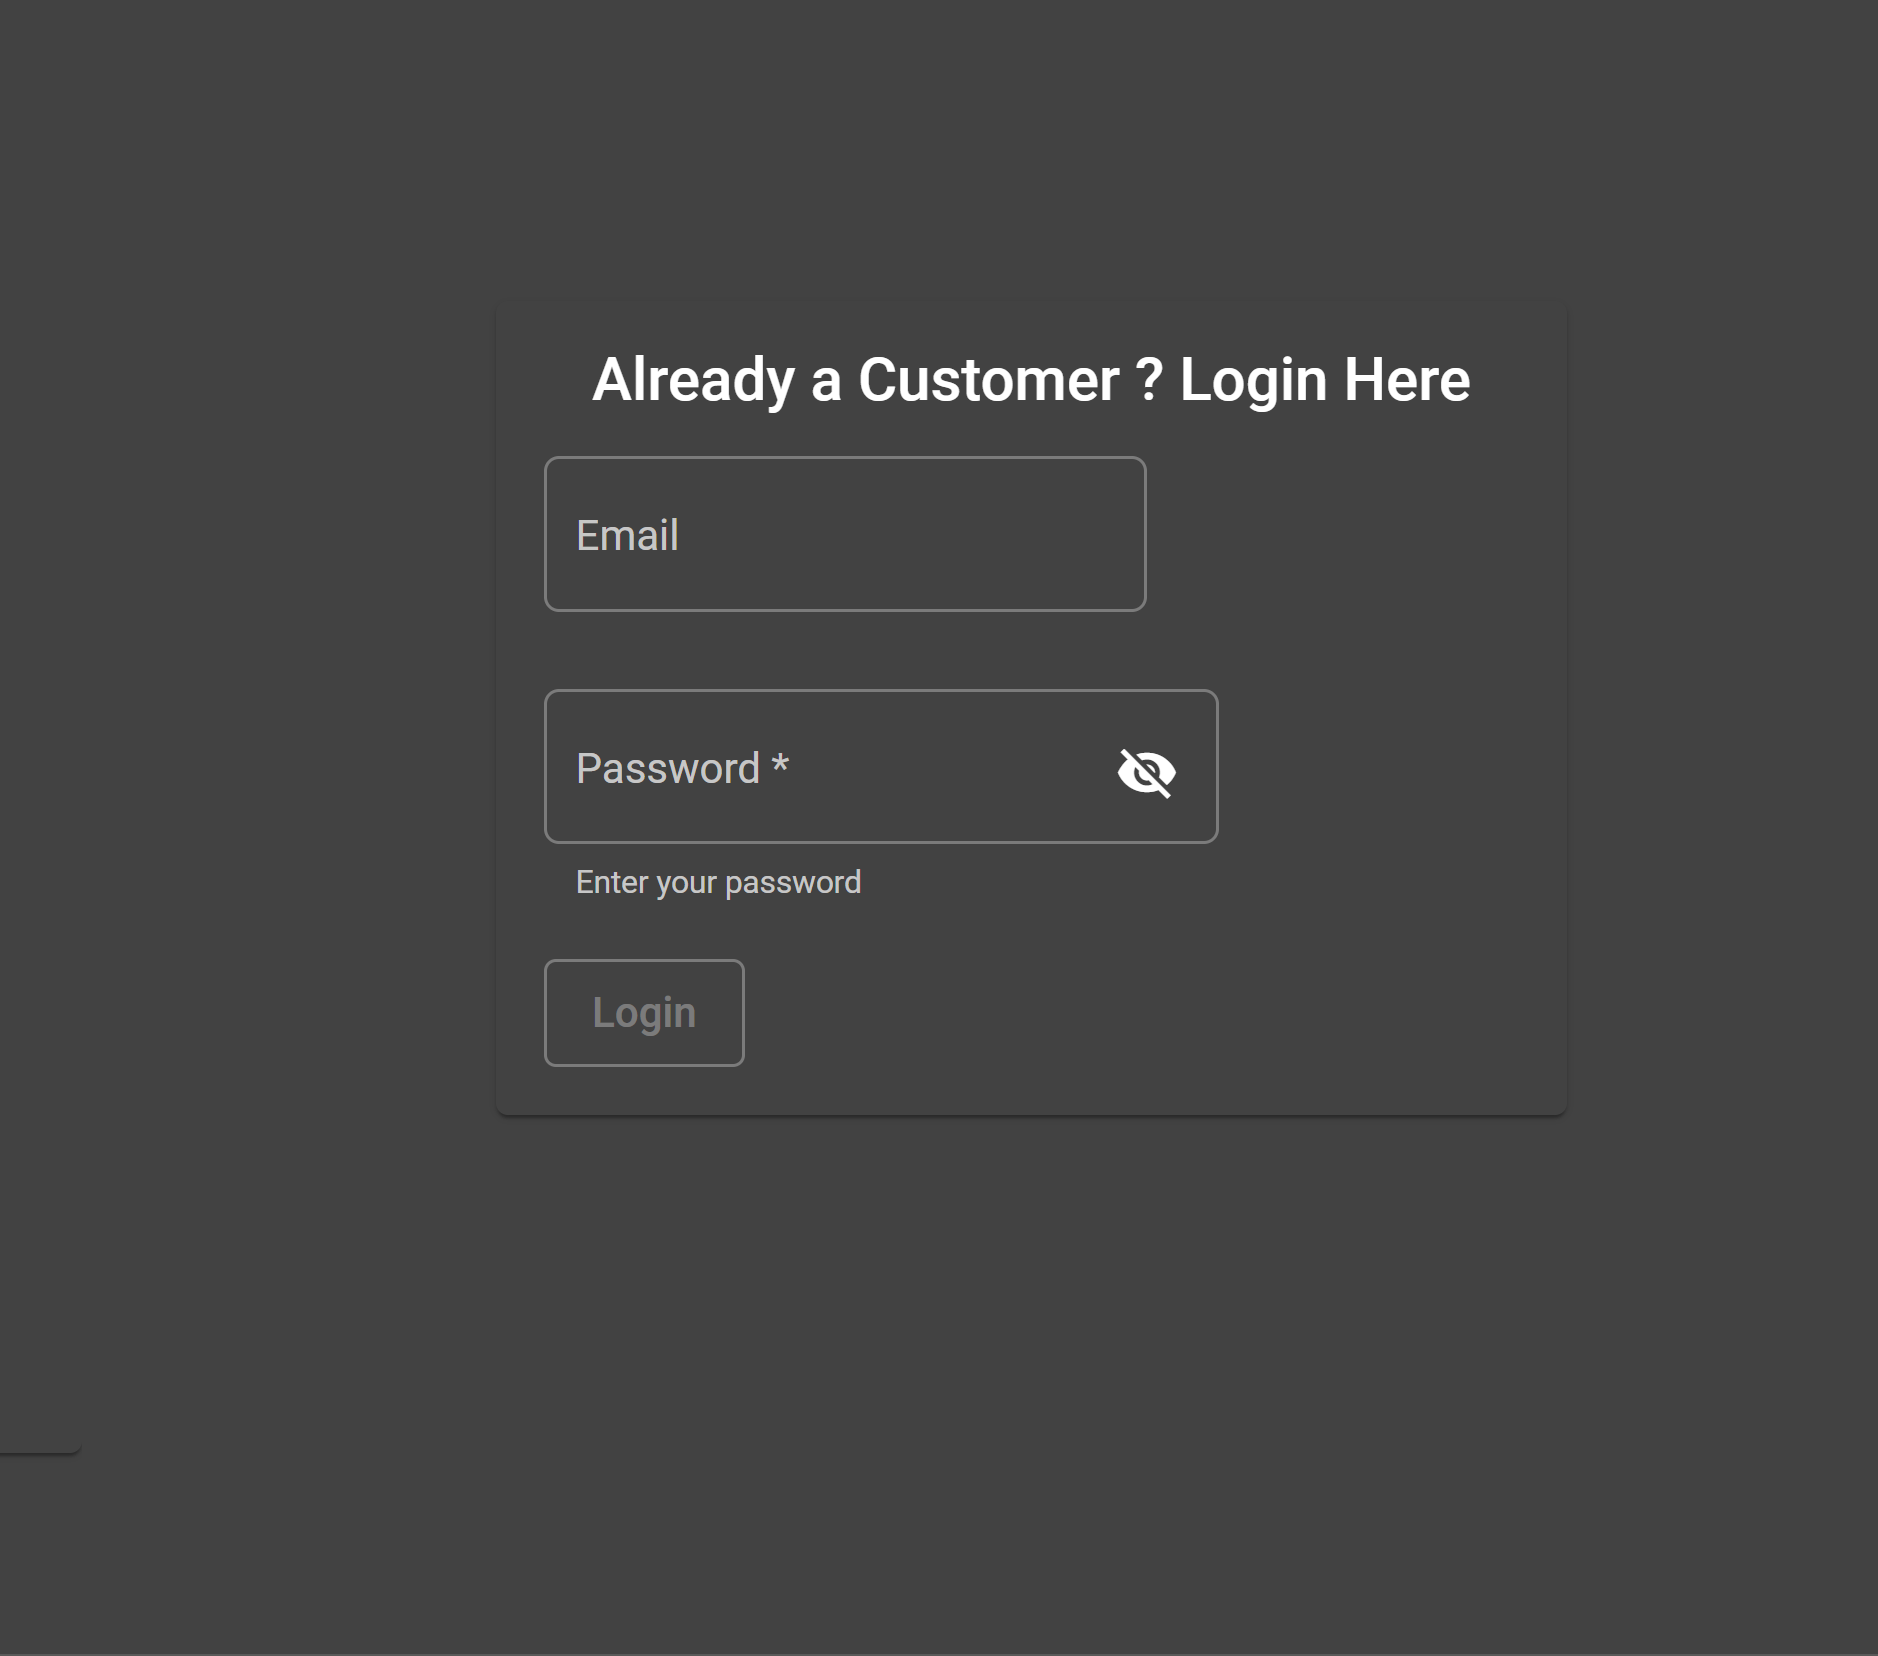 Already a Customer ? Login Here
Email
Password *
Enter your password
Login